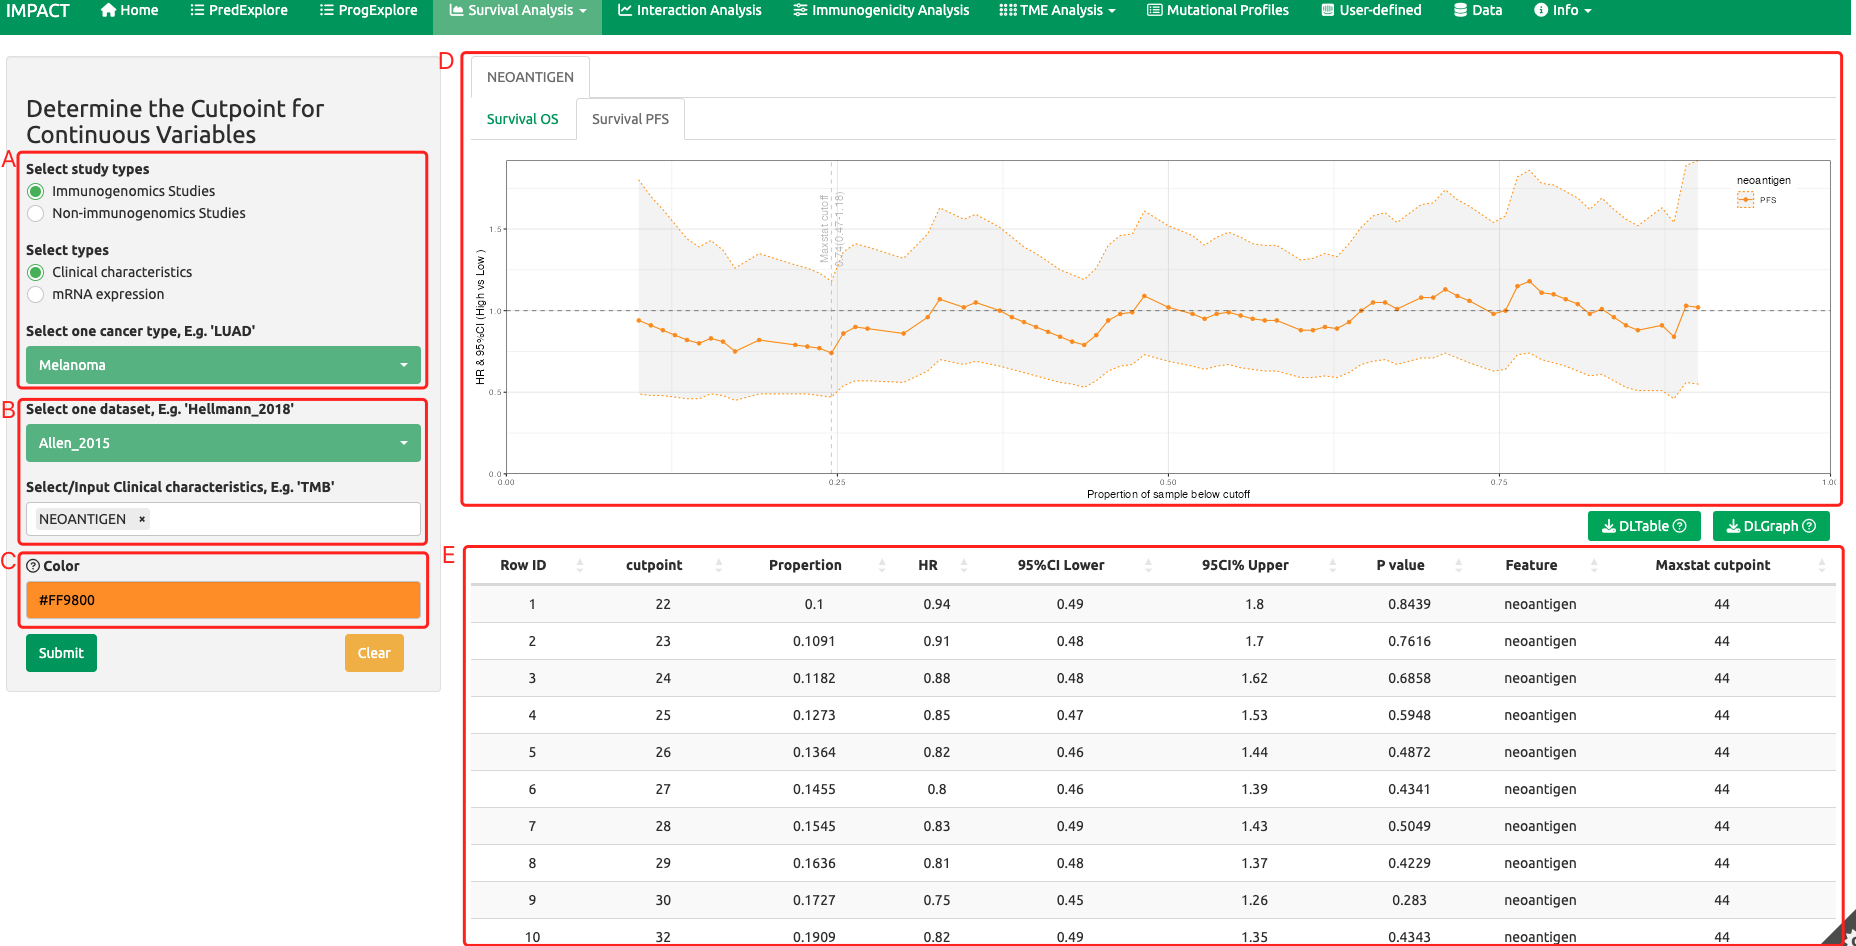 IMPACT Home PredExplore ProgExplore Survival Analysis Interaction Analysis Immunogenicity Analysis TME Analysis Mutational Profiles User-defined Data Info
Determine the Cutpoint for
Continuous Variables
A
Select study types
Immunogenomics Studies
Non-immunogenomics Studies
Select types
Clinical characteristics
mRNA expression
Select one cancer type, E.g. 'LUAD'
Melanoma
B
Select one dataset, E.g. 'Hellmann_2018'
Allen_2015
Select/Input Clinical characteristics, E.g. 'TMB'
NEOANTIGEN ×
C
? Color
#FF9800
Submit Clear
D
NEOANTIGEN
Survival OS Survival PFS
HR & 95%CI (High vs Low )
1.5
1.0
0.5
0.0
Maxstat cutoff
0.74(0.47-1.18)
neoantigen
PFS
0.00 0.25 0.50 0.75 1.00
Propertion of sample below cutoff
DLTable ? DLGraph ?
E
Row ID cutpoint Propertion HR 95%CI Lower 95CI% Upper P value Feature Maxstat cutpoint
1 22 0.1 0.94 0.49 1.8 0.8439 neoantigen 44
2 23 0.1091 0.91 0.48 1.7 0.7616 neoantigen 44
3 24 0.1182 0.88 0.48 1.62 0.6858 neoantigen 44
4 25 0.1273 0.85 0.47 1.53 0.5948 neoantigen 44
5 26 0.1364 0.82 0.46 1.44 0.4872 neoantigen 44
6 27 0.1455 0.8 0.46 1.39 0.4341 neoantigen 44
7 28 0.1545 0.83 0.49 1.43 0.5049 neoantigen 44
8 29 0.1636 0.81 0.48 1.37 0.4229 neoantigen 44
9 30 0.1727 0.75 0.45 1.26 0.283 neoantigen 44
10 32 0.1909 0.82 0.49 1.35 0.4343 neoantigen 44